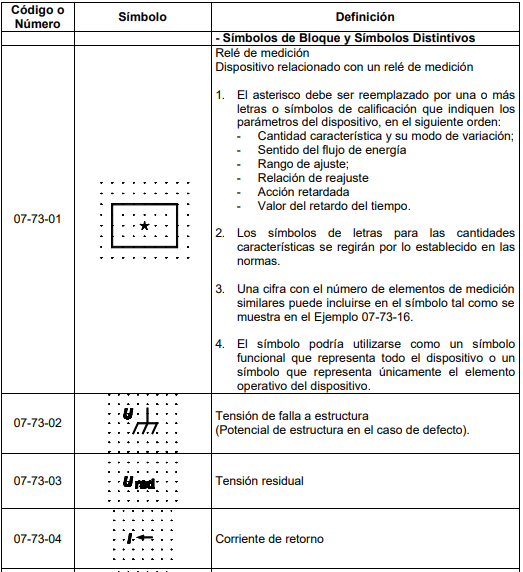 Código o Número
Símbolo
Definición
- Símbolos de Bloque y Símbolos Distintivos
07-73-01
Relé de medición
Dispositivo relacionado con un relé de medición
1. El asterisco debe ser reemplazado por una o más
letras o símbolos de calificación que indiquen los
parámetros del dispositivo, en el siguiente orden:
- Cantidad característica y su modo de variación;
- Sentido del flujo de energía
- Rango de ajuste;
- Relación de reajuste
- Acción retardada
- Valor del retardo del tiempo.
2. Los símbolos de letras para las cantidades
características se regirán por lo establecido en las
normas.
3. Una cifra con el número de elementos de medición
similares puede incluirse en el símbolo tal como se
muestra en el Ejemplo 07-73-16.
4. El símbolo podría utilizarse como un símbolo
funcional que representa todo el dispositivo o un
símbolo que representa únicamente el elemento
operativo del dispositivo.
07-73-02
U
Tensión de falla a estructura
(Potencial de estructura en el caso de defecto).
07-73-03
U rsd
Tensión residual
07-73-04
I
Corriente de retorno